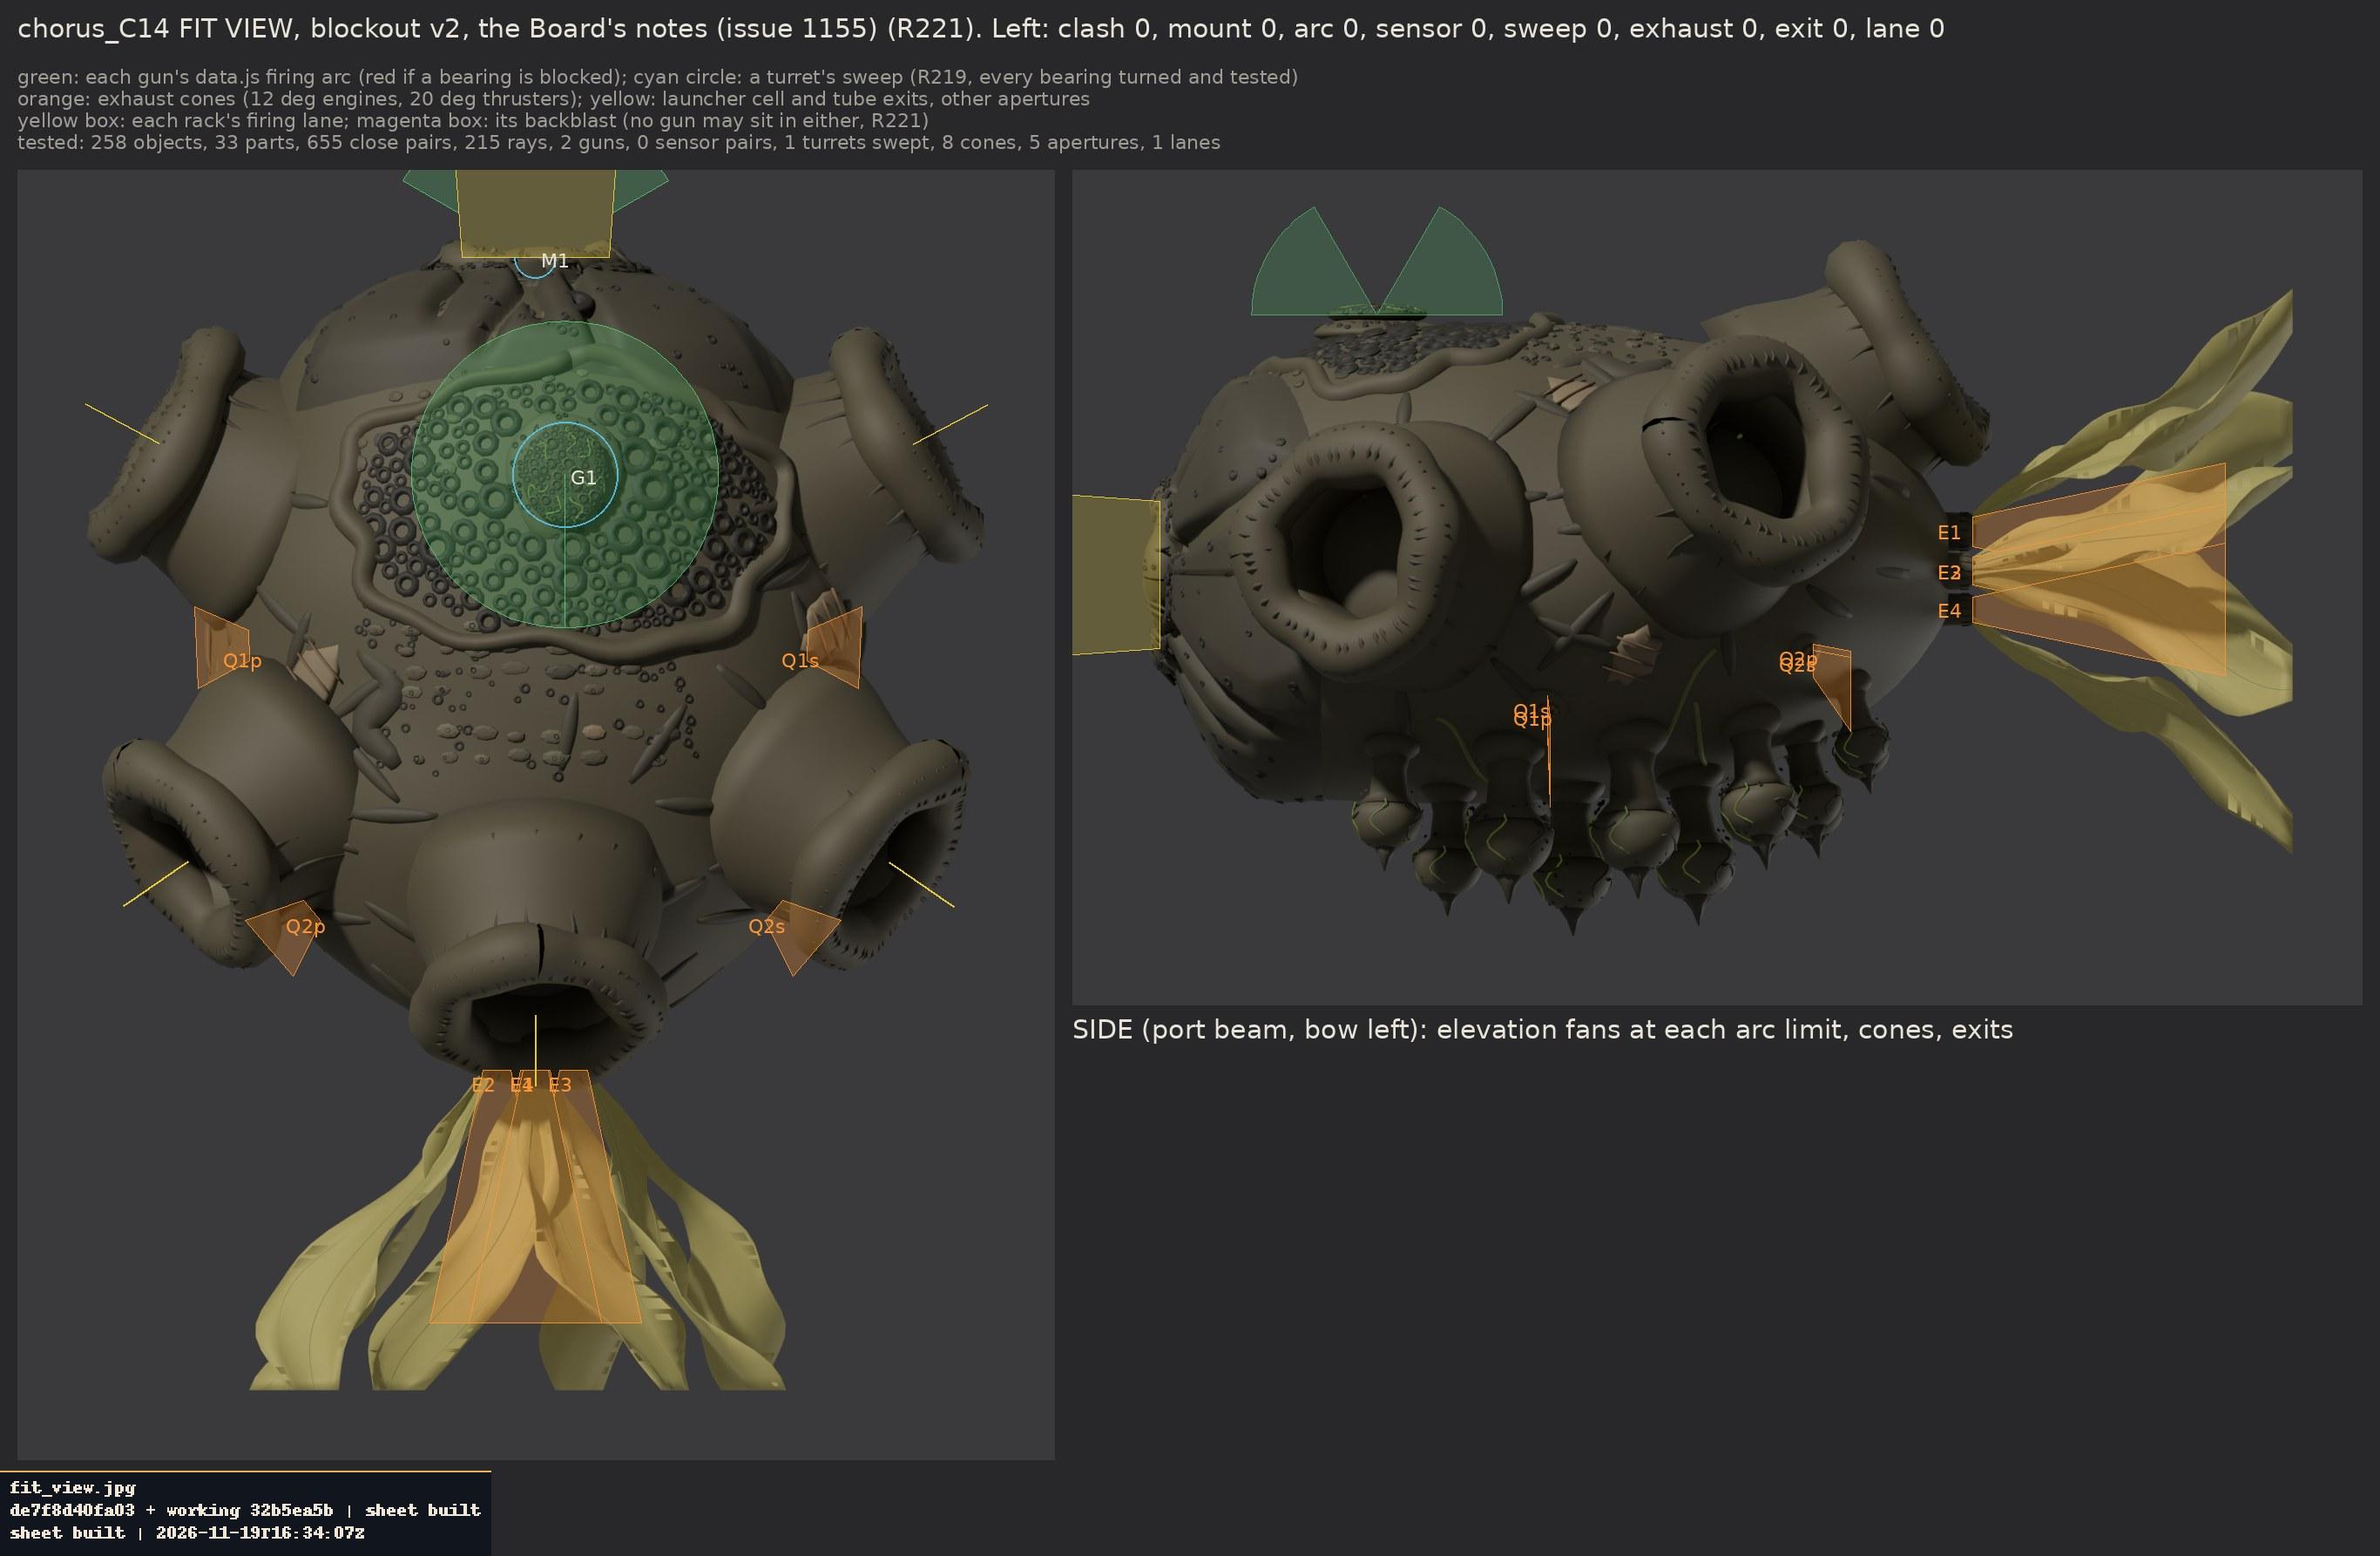 chorus_C14 FIT VIEW, blockout v2, the Board's notes (issue 1155) (R221). Left: clash 0, mount 0, arc 0, sensor 0, sweep 0, exhaust 0, exit 0, lane 0
green: each gun's data.js firing arc (red if a bearing is blocked); cyan circle: a turret's sweep (R219, every bearing turned and tested)
orange: exhaust cones (12 deg engines, 20 deg thrusters); yellow: launcher cell and tube exits, other apertures
yellow box: each rack's firing lane; magenta box: its backblast (no gun may sit in either, R221)
tested: 258 objects, 33 parts, 655 close pairs, 215 rays, 2 guns, 0 sensor pairs, 1 turrets swept, 8 cones, 5 apertures, 1 lanes
M1
G1
Q1p
Q1s
Q2p
Q2s
E2
E3
E1
E4
Q2p
Q2s
Q1s
Q1p
SIDE (port beam, bow left): elevation fans at each arc limit, cones, exits
fit_view.jpg
de7f8d40fa03 + working 32b5ea5b | sheet built
sheet built | 2026-11-19T16:34:07Z